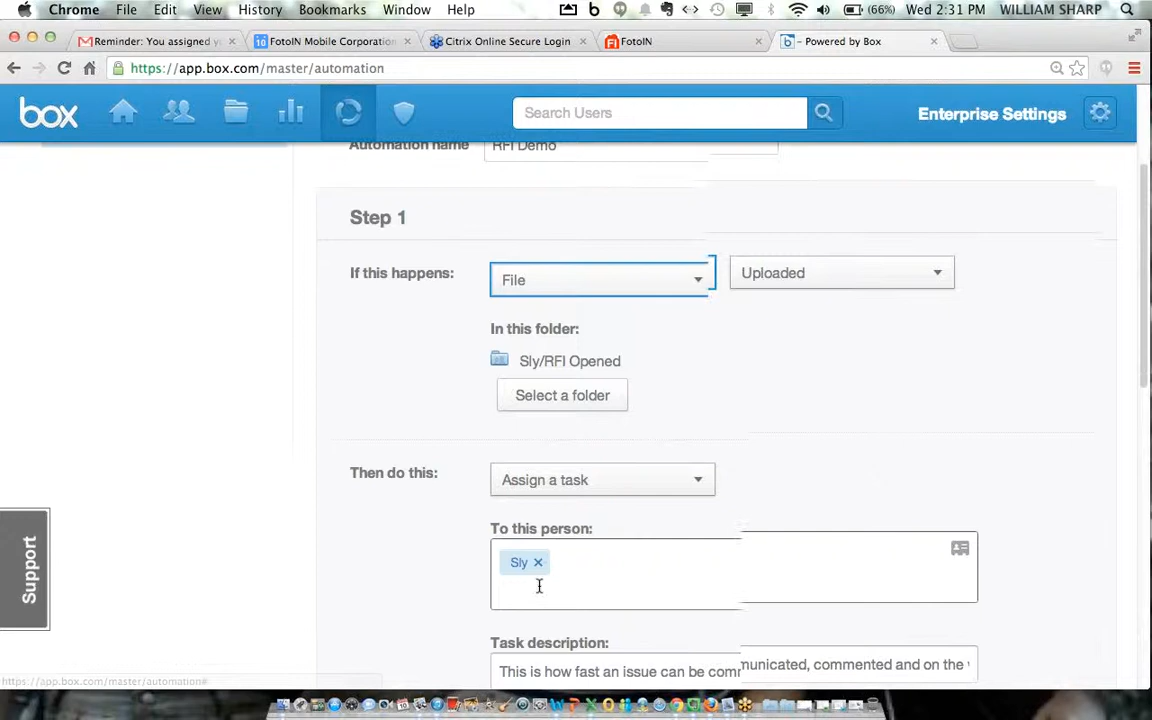 Chrome File Edit View History Bookmarks Window Help (66%) Wed 2:31 PM WILLIAM SHARP
Reminder: You assigned y × FotoIN Mobile Corporation × Citrix Online Secure Login × FotoIN × - Powered by Box ×
https://app.box.com/master/automation
box Search Users Enterprise Settings
Automation name RFI Demo
Step 1
If this happens: File Uploaded
In this folder:
Sly/RFI Opened
Select a folder
Then do this: Assign a task
To this person:
Sly ×
Support
Task description:
This is how fast an issue can be communicated, commented and on the
https://app.box.com/master/automation#